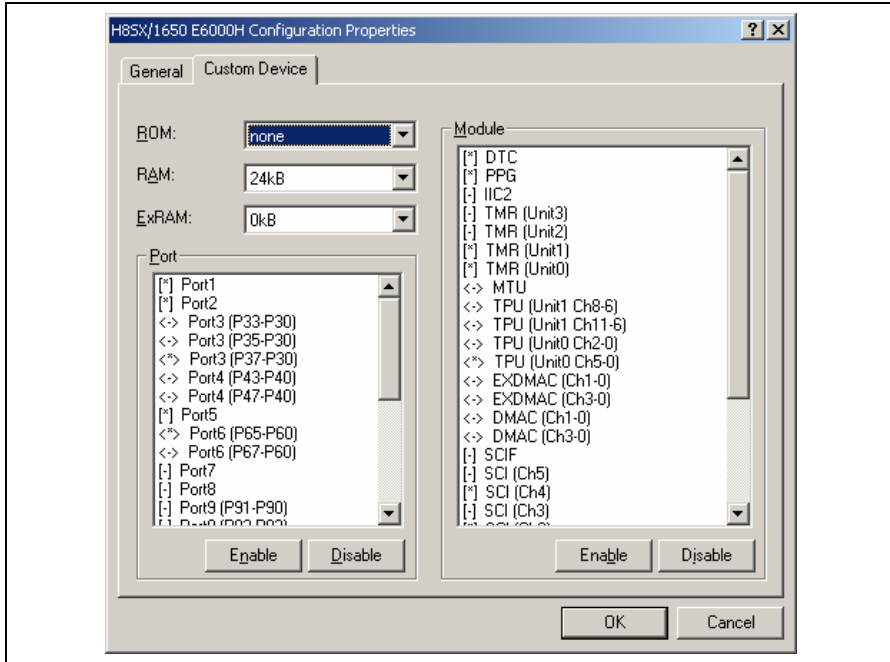 H8SX/1650 E6000H Configuration Properties
General
Custom Device
ROM:
none
RAM:
24kB
ExRAM:
0kB
Port
[*] Port1
[*] Port2
<-> Port3 (P33-P30)
<-> Port3 (P35-P30)
<*> Port3 (P37-P30)
<-> Port4 (P43-P40)
<-> Port4 (P47-P40)
[*] Port5
<*> Port6 (P65-P60)
<-> Port6 (P67-P60)
[-] Port7
[-] Port8
[-] Port9 (P91-P90)
Enable
Disable
Module
[*] DTC
[*] PPG
[-] IIC2
[-] TMR (Unit3)
[-] TMR (Unit2)
[*] TMR (Unit1)
[*] TMR (Unit0)
<-> MTU
<-> TPU (Unit1 Ch8-6)
<-> TPU (Unit1 Ch11-6)
<-> TPU (Unit0 Ch2-0)
<*> TPU (Unit0 Ch5-0)
<-> EXDMAC (Ch1-0)
<-> EXDMAC (Ch3-0)
<-> DMAC (Ch1-0)
<-> DMAC (Ch3-0)
[-] SCIF
[-] SCI (Ch5)
[*] SCI (Ch4)
[-] SCI (Ch3)
Enable
Disable
OK
Cancel